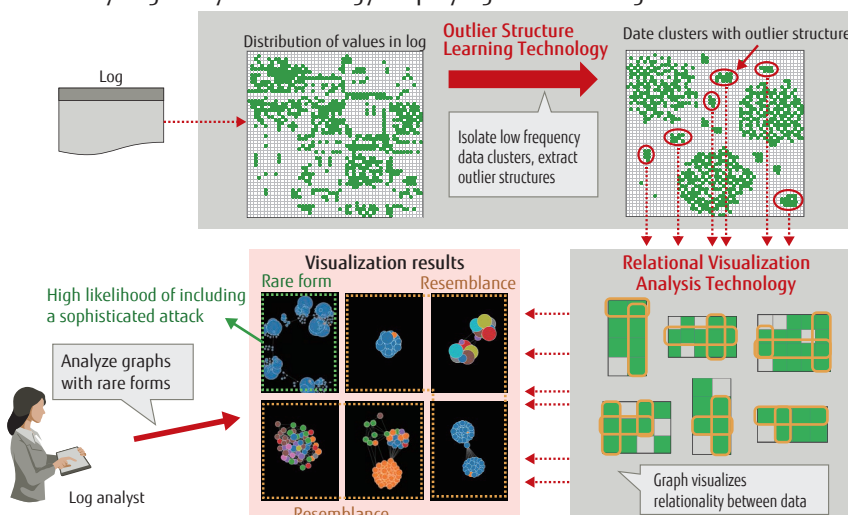 Distribution of values in log
Outlier Structure
Learning Technology
Date clusters with outlier structure
Log
Isolate low frequency
data clusters, extract
outlier structures
Visualization results
Rare form
Resemblance
Relational Visualization
Analysis Technology
High likelihood of including
a sophisticated attack
Analyze graphs
with rare forms
Log analyst
Graph visualizes
relationality between data
Resemblance